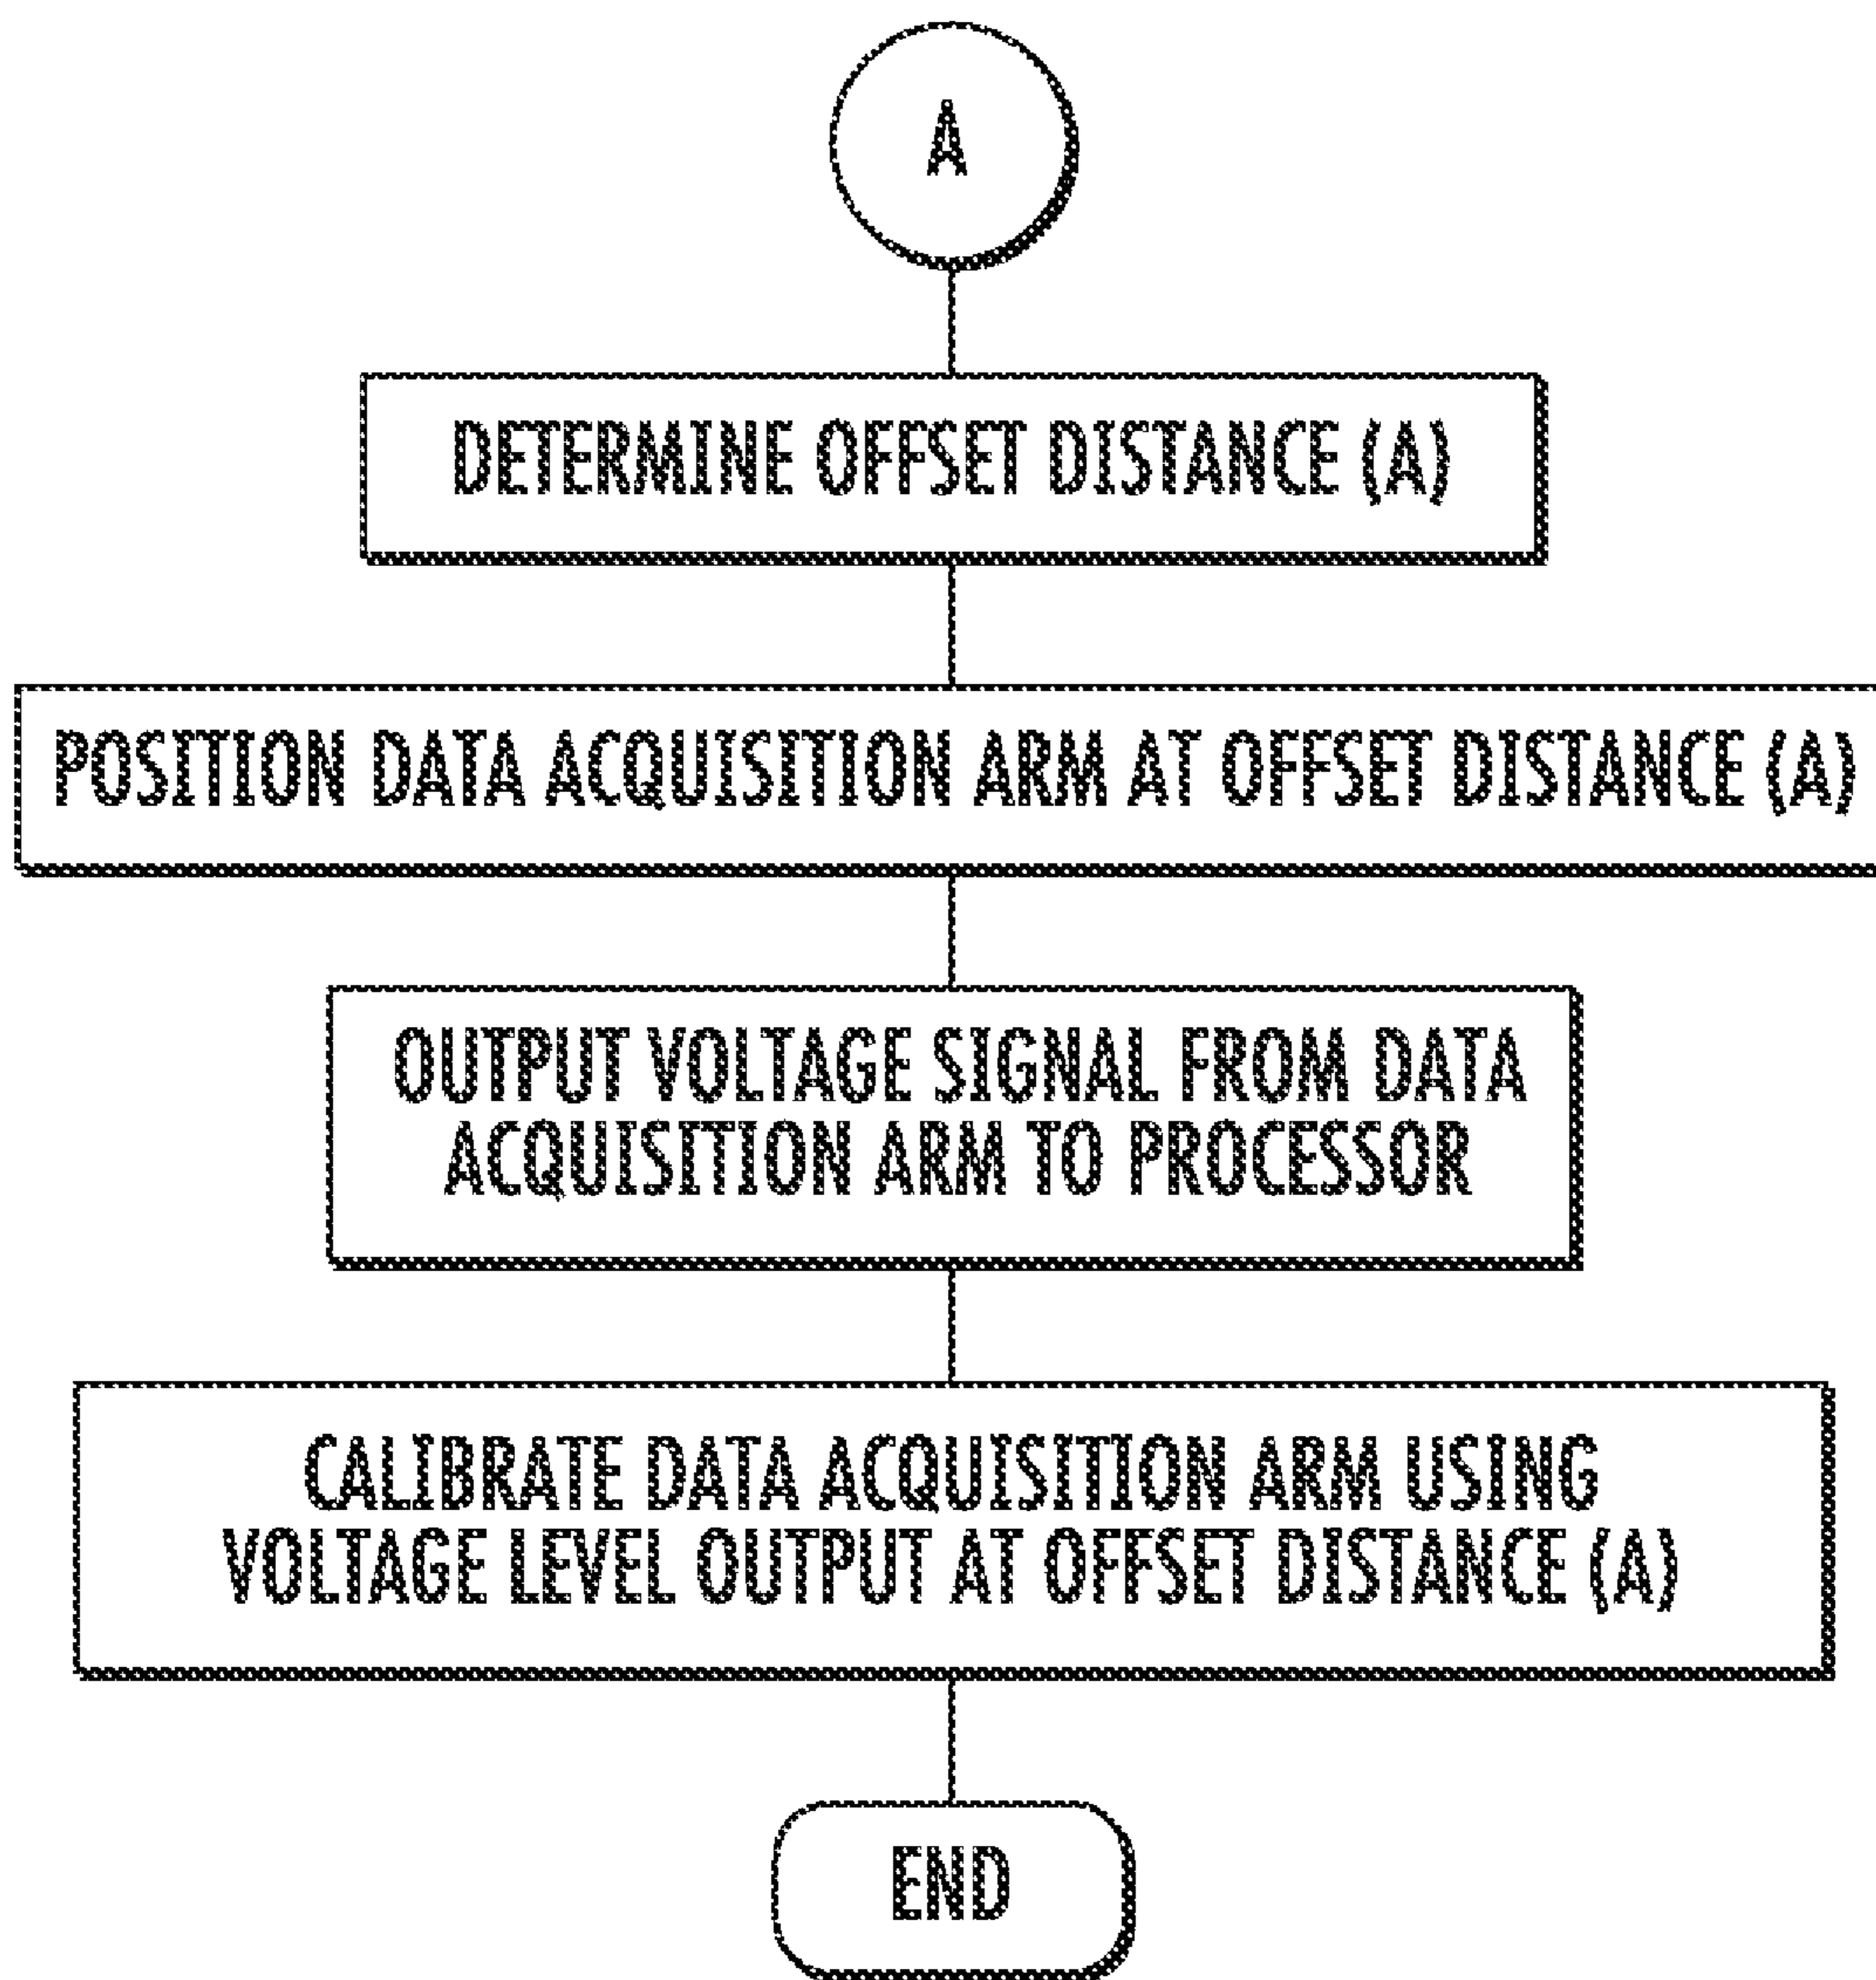 A
DETERMINE OFFSET DISTANCE (A)
POSITION DATA ACQUISITION ARM AT OFFSET DISTANCE (A)
OUTPUT VOLTAGE SIGNAL FROM DATA
ACQUISITION ARM TO PROCESSOR
CALIBRATE DATA ACQUISITION ARM USING
VOLTAGE LEVEL OUTPUT AT OFFSET DISTANCE (A)
END